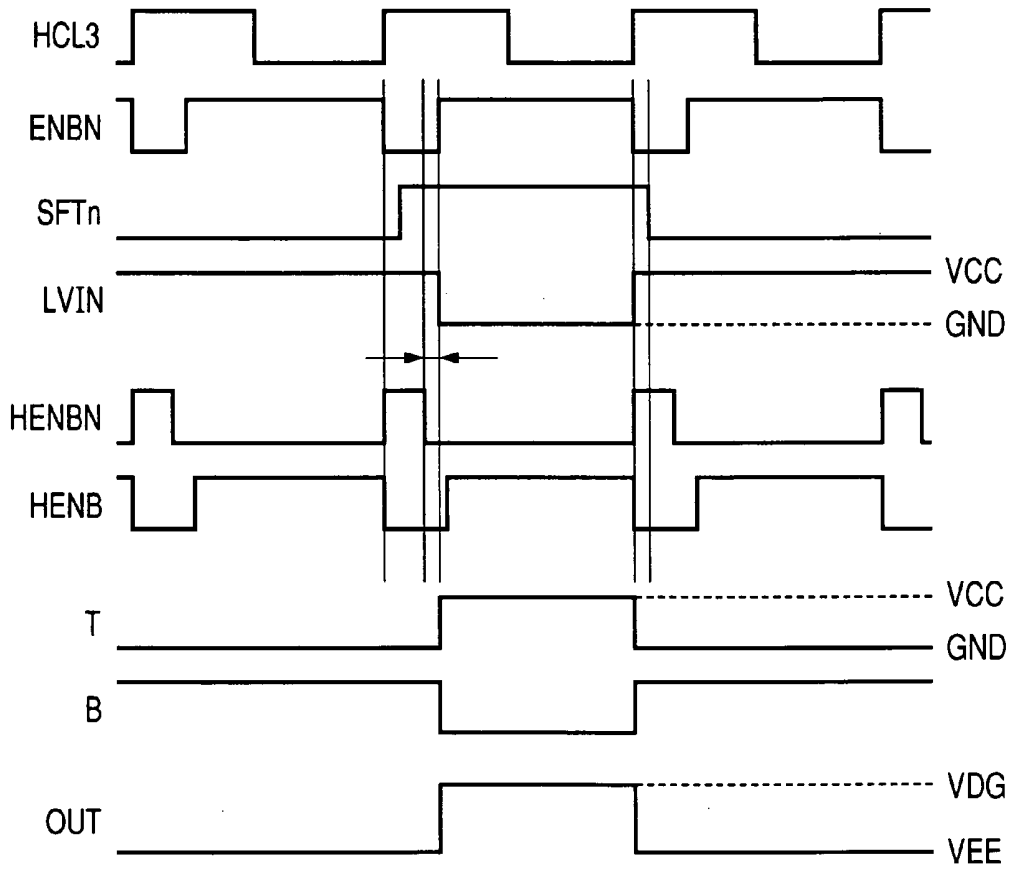 HCL3
ENBN
SFTn
LVIN
VCC
GND
HENBN
HENB
T
VCC
GND
B
OUT
VDG
VEE